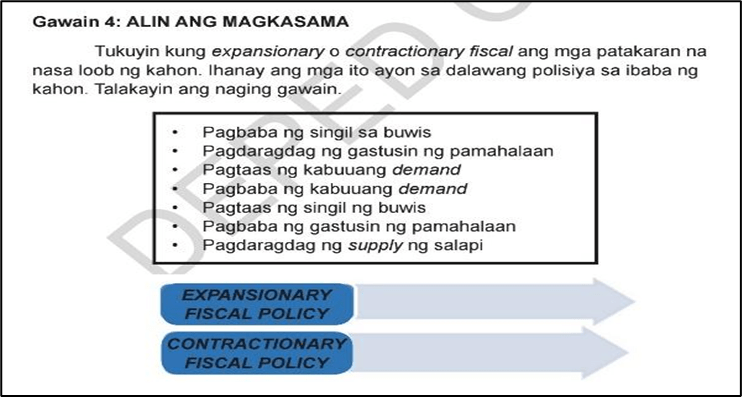 Gawain 4: ALIN ANG MAGKASAMA
Tukuyin kung expansionary o contractionary fiscal ang mga patakaran na
nasa loob ng kahon. Ihanay ang mga ito ayon sa dalawang polisiya sa ibaba ng
kahon. Talakayin ang naging gawain.
• Pagbaba ng singil sa buwis
• Pagdaragdag ng gastusin ng pamahalaan
• Pagtaas ng kabuuang demand
• Pagbaba ng kabuuang demand
• Pagtaas ng singil ng buwis
• Pagbaba ng gastusin ng pamahalaan
• Pagdaragdag ng supply ng salapi
EXPANSIONARY
FISCAL POLICY
CONTRACTIONARY
FISCAL POLICY
DEPED C